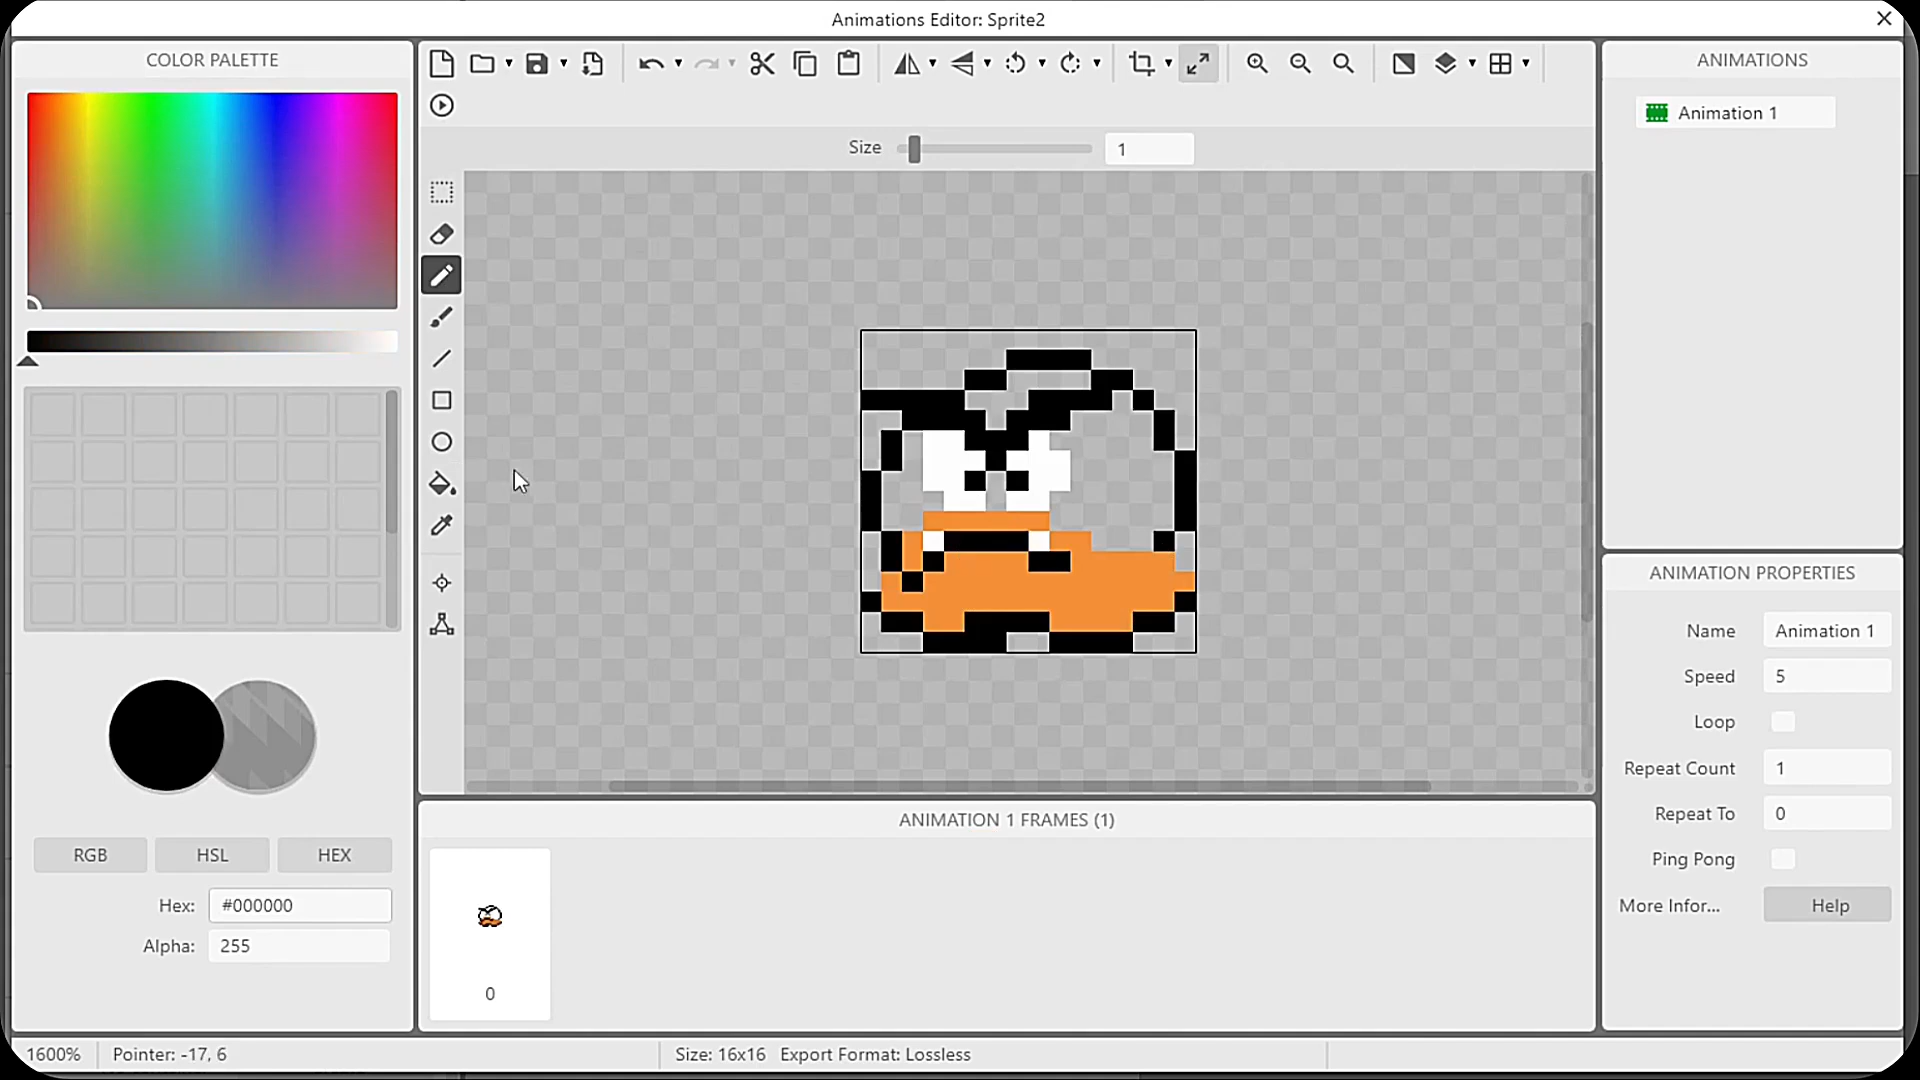 Animations Editor: Sprite2
COLOR PALETTE
Size
1
RGB
HSL
HEX
Hex:
#000000
Alpha:
255
ANIMATION 1 FRAMES (1)
0
ANIMATIONS
Animation 1
ANIMATION PROPERTIES
Name
Animation 1
Speed
5
Loop
Repeat Count
1
Repeat To
0
Ping Pong
More Infor...
Help
1600%
Pointer: -17, 6
Size: 16x16
Export Format: Lossless